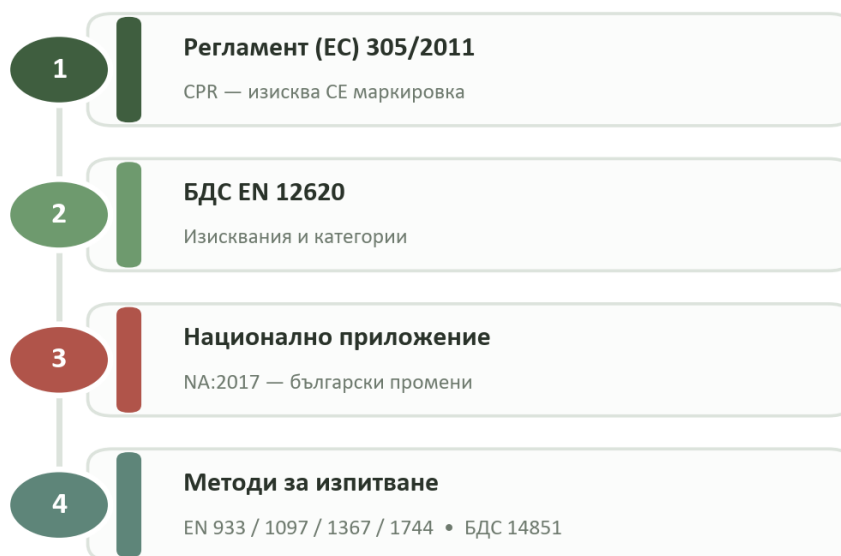 1
Регламент (ЕС) 305/2011
CPR — изисква CE маркировка
2
БДС EN 12620
Изисквания и категории
3
Национално приложение
NA:2017 — български промени
4
Методи за изпитване
EN 933 / 1097 / 1367 / 1744 • БДС 14851